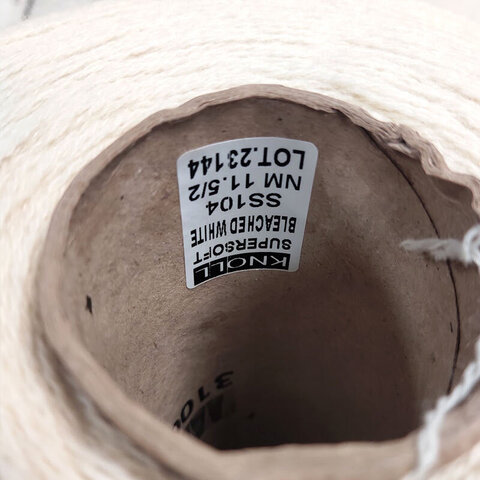 KNOLL
SUPERSOFT
BLEACHED WHITE
SS104
NM 11.5/2
LOT.23144